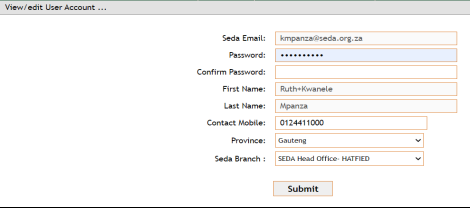 View/edit User Account ...
Seda Email: kmpanza@seda.org.za
Password: ••••••••••
Confirm Password:
First Name: Ruth+Kwanele
Last Name: Mpanza
Contact Mobile: 0124411000
Province: Gauteng
Seda Branch : SEDA Head Office- HATFIED
Submit